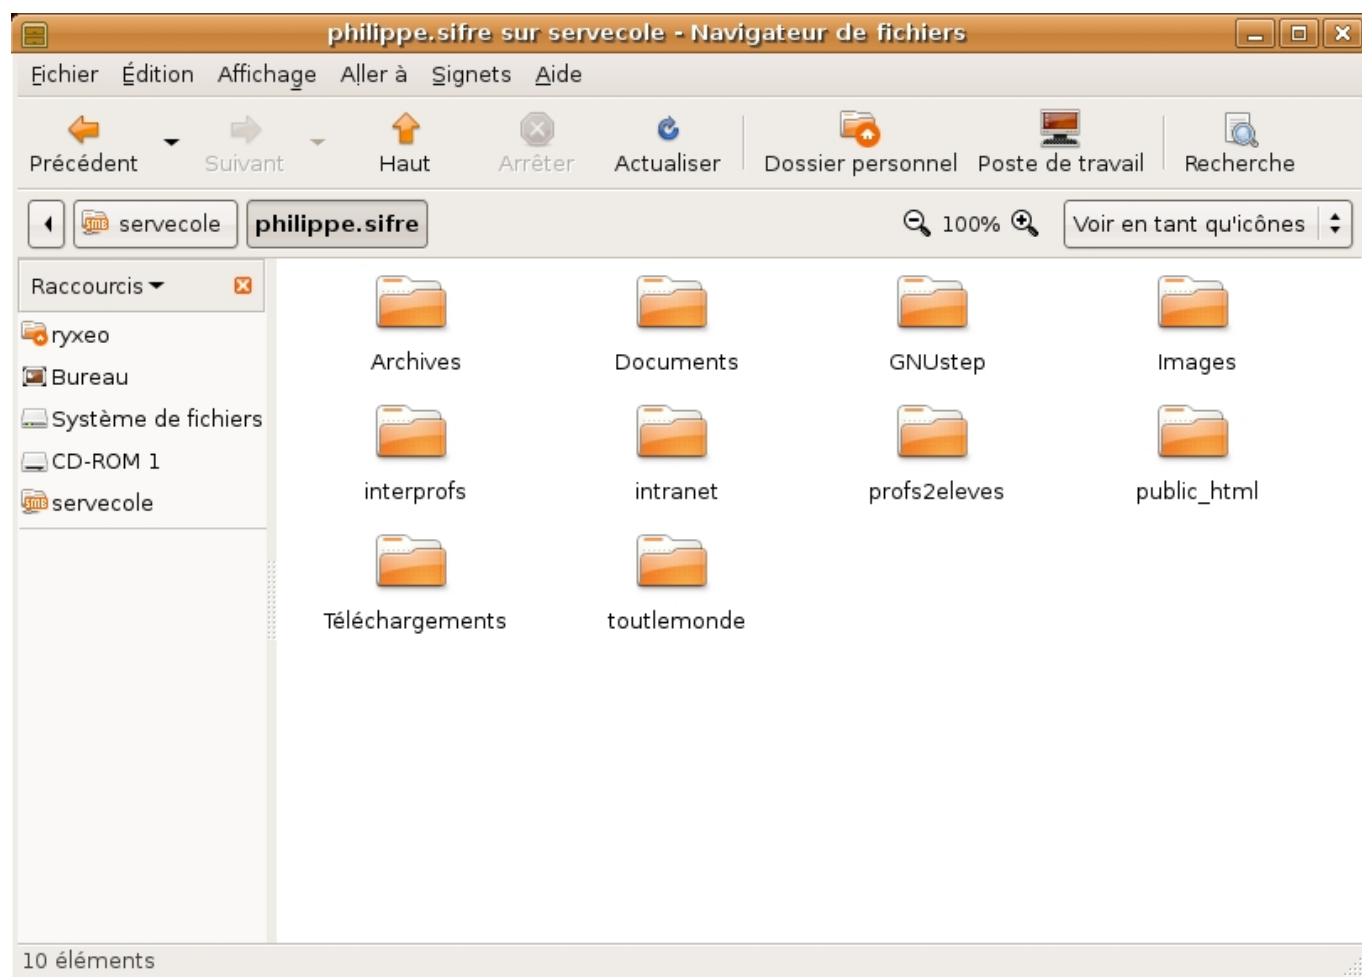 philippe.sifre sur servecole - Navigateur de fichiers
Fichier Édition Affichage Aller à Signets Aide
Précédent Suivant Haut Arrêter Actualiser Dossier personnel Poste de travail Recherche
smb servecole philippe.sifre 100% Voir en tant qu'icônes
Raccourcis
ryxeo
Bureau
Système de fichiers
CD-ROM 1
smb servecole
Archives Documents GNUstep Images
interprofs intranet profs2eleves public_html
Téléchargements toutlemonde
10 éléments